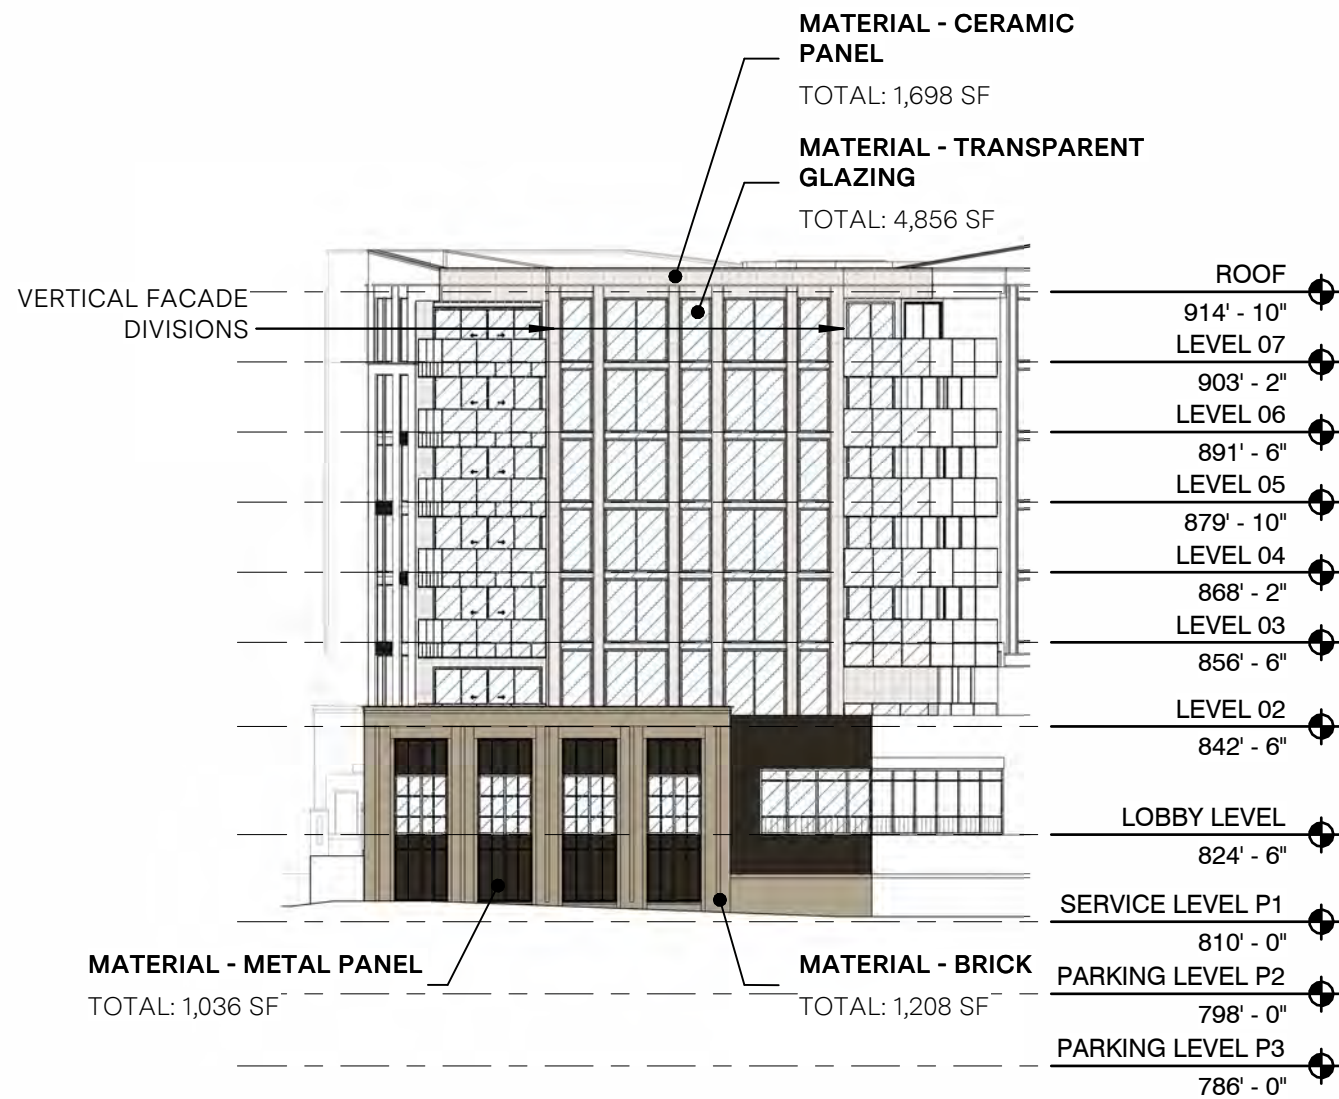 MATERIAL - CERAMIC
PANEL
TOTAL: 1,698 SF
MATERIAL - TRANSPARENT
GLAZING
TOTAL: 4,856 SF
VERTICAL FACADE
DIVISIONS
ROOF
914' - 10"
LEVEL 07
903' - 2"
LEVEL 06
891' - 6"
LEVEL 05
879' - 10"
LEVEL 04
868' - 2"
LEVEL 03
856' - 6"
LEVEL 02
842' - 6"
LOBBY LEVEL
824' - 6"
SERVICE LEVEL P1
810' - 0"
MATERIAL - METAL PANEL
TOTAL: 1,036 SF
MATERIAL - BRICK
TOTAL: 1,208 SF
PARKING LEVEL P2
798' - 0"
PARKING LEVEL P3
786' - 0"